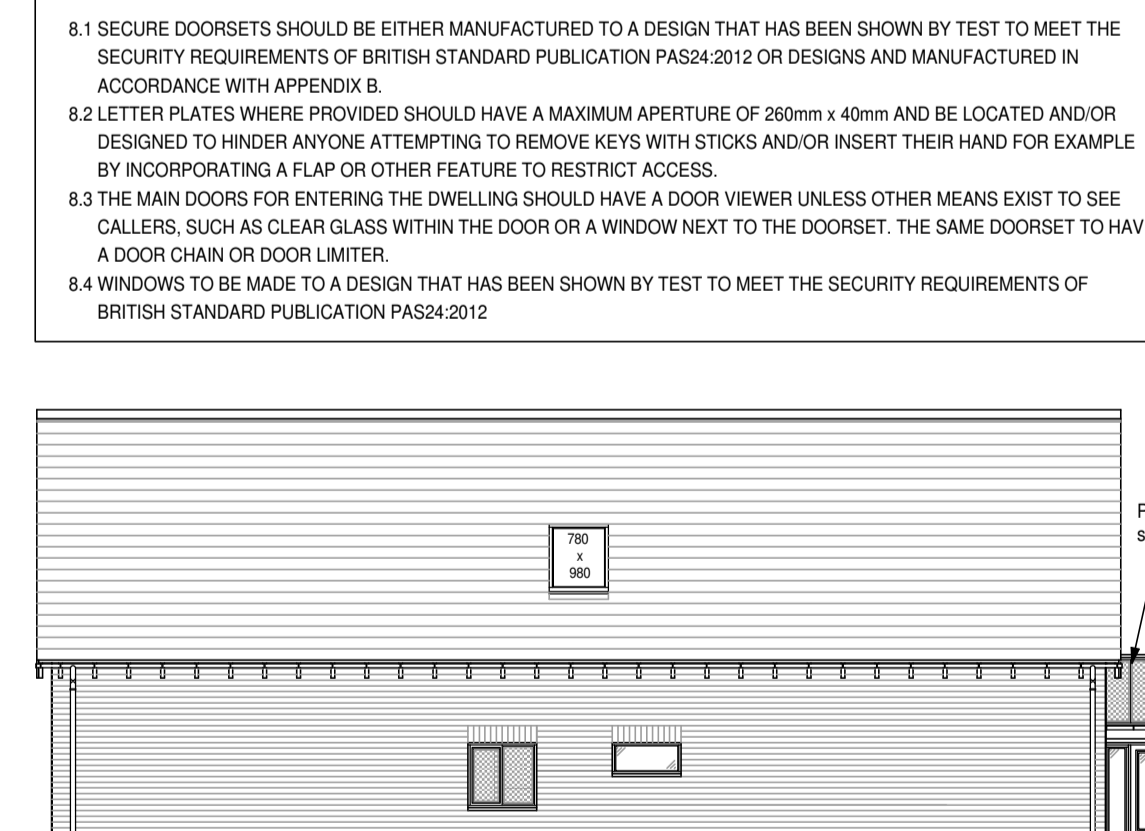 8.1 SECURE DOORSETS SHOULD BE EITHER MANUFACTURED TO A DESIGN THAT HAS BEEN SHOWN BY TEST TO MEET THE
SECURITY REQUIREMENTS OF BRITISH STANDARD PUBLICATION PAS24:2012 OR DESIGNS AND MANUFACTURED IN
ACCORDANCE WITH APPENDIX B.
8.2 LETTER PLATES WHERE PROVIDED SHOULD HAVE A MAXIMUM APERTURE OF 260mm x 40mm AND BE LOCATED AND/OR
DESIGNED TO HINDER ANYONE ATTEMPTING TO REMOVE KEYS WITH STICKS AND/OR INSERT THEIR HAND FOR EXAMPLE
BY INCORPORATING A FLAP OR OTHER FEATURE TO RESTRICT ACCESS.
8.3 THE MAIN DOORS FOR ENTERING THE DWELLING SHOULD HAVE A DOOR VIEWER UNLESS OTHER MEANS EXIST TO SEE
CALLERS, SUCH AS CLEAR GLASS WITHIN THE DOOR OR A WINDOW NEXT TO THE DOORSET. THE SAME DOORSET TO HAV
A DOOR CHAIN OR DOOR LIMITER.
8.4 WINDOWS TO BE MADE TO A DESIGN THAT HAS BEEN SHOWN BY TEST TO MEET THE SECURITY REQUIREMENTS OF
BRITISH STANDARD PUBLICATION PAS24:2012
780
x
980